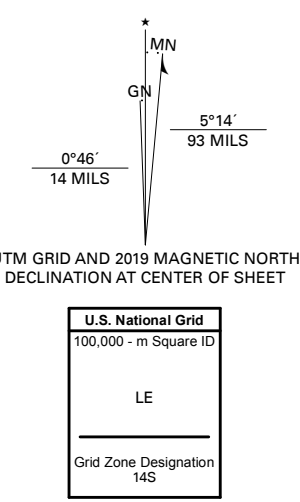 ★
MN
GN
5°14´
93 MILS
0°46´
14 MILS
UTM GRID AND 2019 MAGNETIC NORTH
DECLINATION AT CENTER OF SHEET
U.S. National Grid
100,000 - m Square ID
LE
Grid Zone Designation
14S